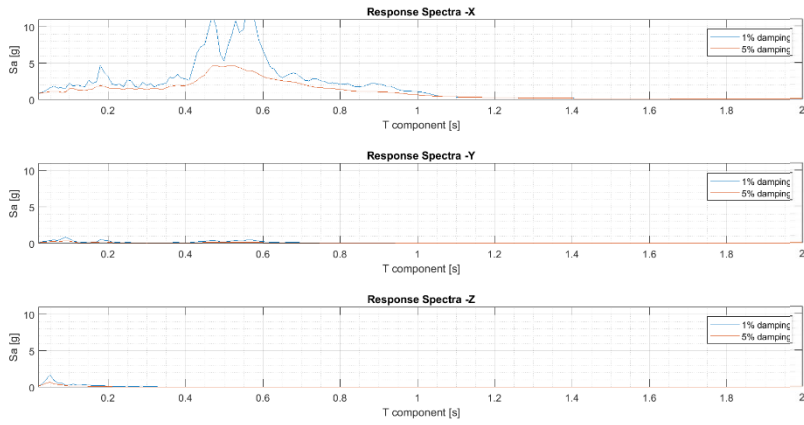 Response Spectra -X
Sa [g]
10
5
0
0.2 0.4 0.6 0.8 1 1.2 1.4 1.6 1.8 2
T component [s]
1% damping
5% damping
Response Spectra -Y
Sa [g]
10
5
0
0.2 0.4 0.6 0.8 1 1.2 1.4 1.6 1.8 2
T component [s]
1% damping
5% damping
Response Spectra -Z
Sa [g]
10
5
0
0.2 0.4 0.6 0.8 1 1.2 1.4 1.6 1.8 2
T component [s]
1% damping
5% damping